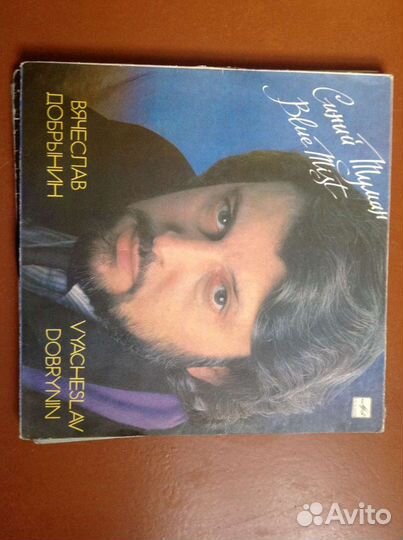 Синий Туман
Blue Mist
ВЯЧЕСЛАВ
ДОБРЫНИН
VYACHESLAV
DOBRYNIN
Avito